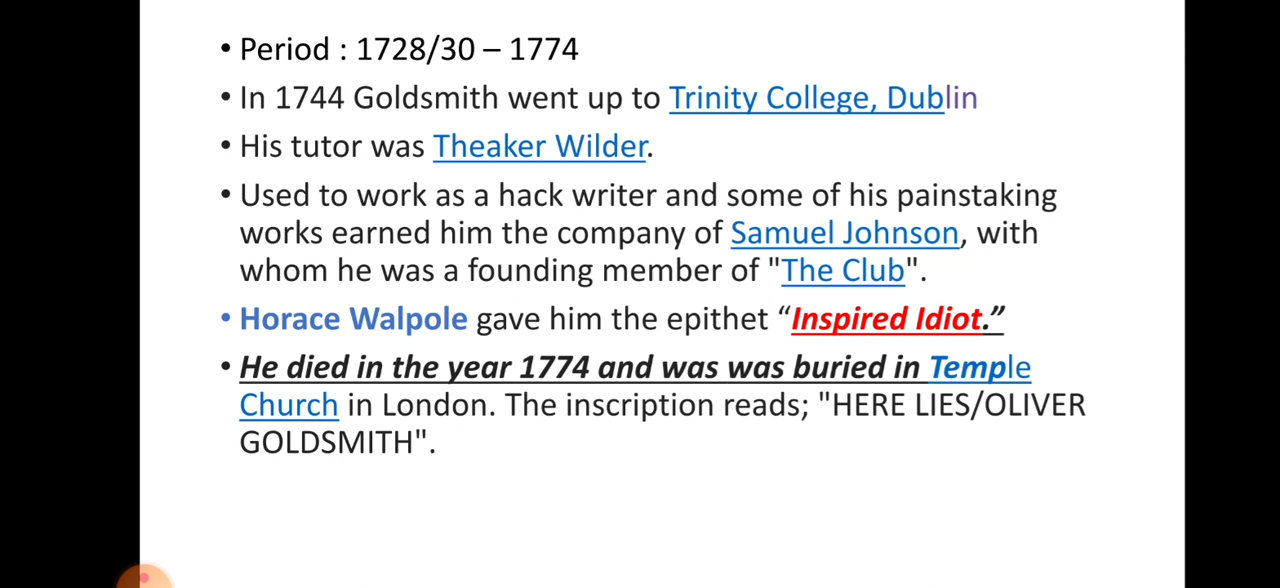 • Period : 1728/30 – 1774
• In 1744 Goldsmith went up to Trinity College, Dublin
• His tutor was Theaker Wilder.
• Used to work as a hack writer and some of his painstaking
works earned him the company of Samuel Johnson, with
whom he was a founding member of "The Club".
• Horace Walpole gave him the epithet “Inspired Idiot.”
• He died in the year 1774 and was was buried in Temple
Church in London. The inscription reads; "HERE LIES/OLIVER
GOLDSMITH".